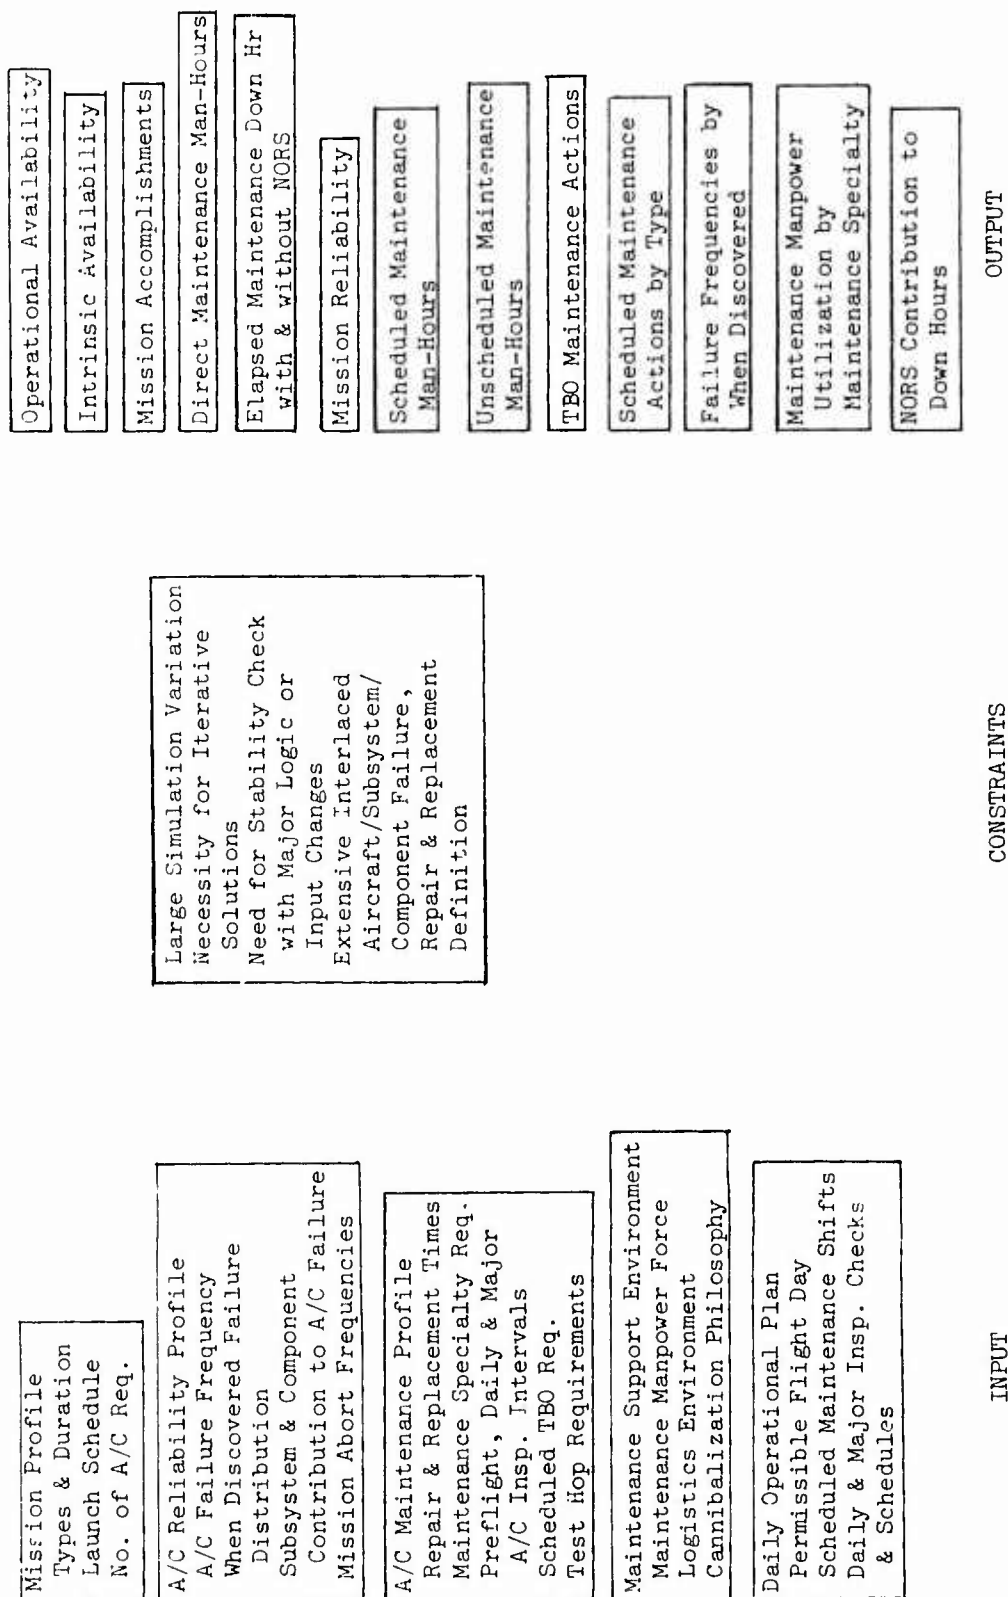 Mission Profile
Types & Duration
Launch Schedule
No. of A/C Req.
A/C Reliability Profile
A/C Failure Frequency
When Discovered Failure
Distribution
Subsystem & Component
Contribution to A/C Failure
Mission Abort Frequencies
A/C Maintenance Profile
Repair & Replacement Times
Maintenance Specialty Req.
Preflight, Daily & Major
A/C Insp. Intervals
Scheduled TBO Req.
Test Hop Requirements
Maintenance Support Environment
Maintenance Manpower Force
Logistics Environment
Cannibalization Philosophy
Daily Operational Plan
Permissible Flight Day
Scheduled Maintenance Shifts
Daily & Major Insp. Checks
& Schedules
INPUT
Large Simulation Variation
Necessity for Iterative
Solutions
Need for Stability Check
with Major Logic or
Input Changes
Extensive Interlaced
Aircraft/Subsystem/
Component Failure,
Repair & Replacement
Definition
CONSTRAINTS
Operational Availability
Intrinsic Availability
Mission Accomplishments
Direct Maintenance Man-Hours
Elapsed Maintenance Down Hr
with & without NORS
Mission Reliability
Scheduled Maintenance
Man-Hours
Unscheduled Maintenance
Man-Hours
TBO Maintenance Actions
Scheduled Maintenance
Actions by Type
Failure Frequencies by
When Discovered
Maintenance Manpower
Utilization by
Maintenance Specialty
NORS Contribution to
Down Hours
OUTPUT